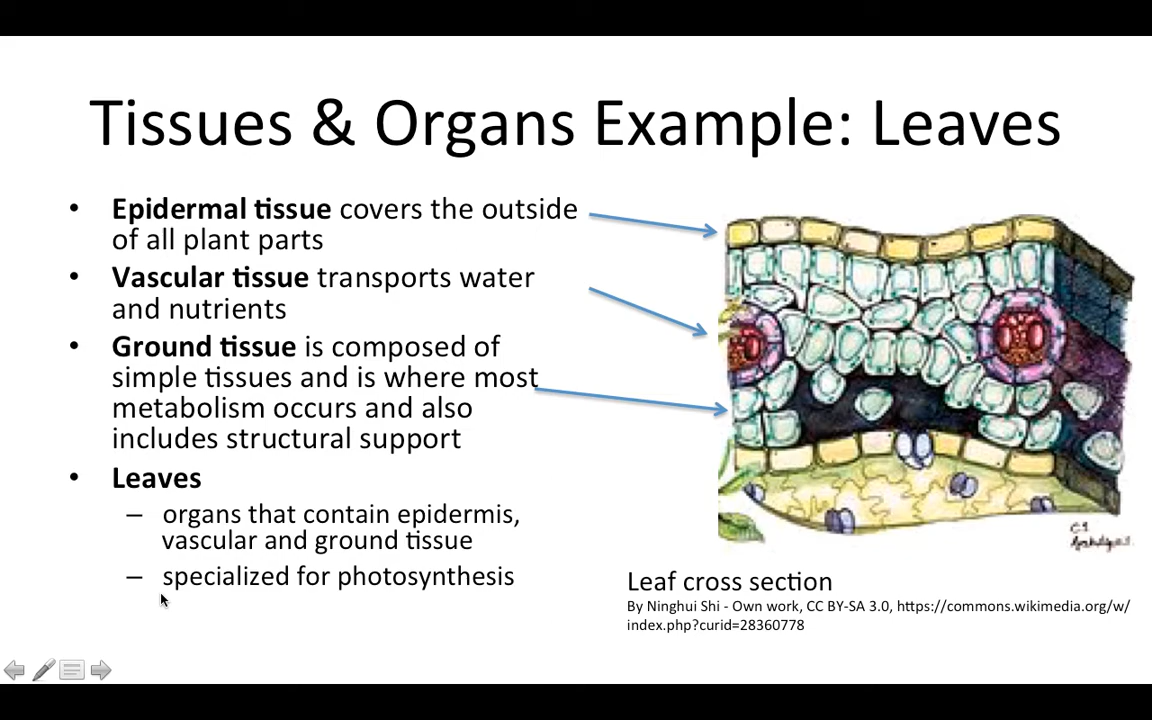 Tissues & Organs Example: Leaves
• Epidermal tissue covers the outside
of all plant parts
• Vascular tissue transports water
and nutrients
• Ground tissue is composed of
simple tissues and is where most
metabolism occurs and also
includes structural support
• Leaves
– organs that contain epidermis,
vascular and ground tissue
– specialized for photosynthesis
Leaf cross section
By Ninghui Shi - Own work, CC BY-SA 3.0, https://commons.wikimedia.org/w/
index.php?curid=28360778